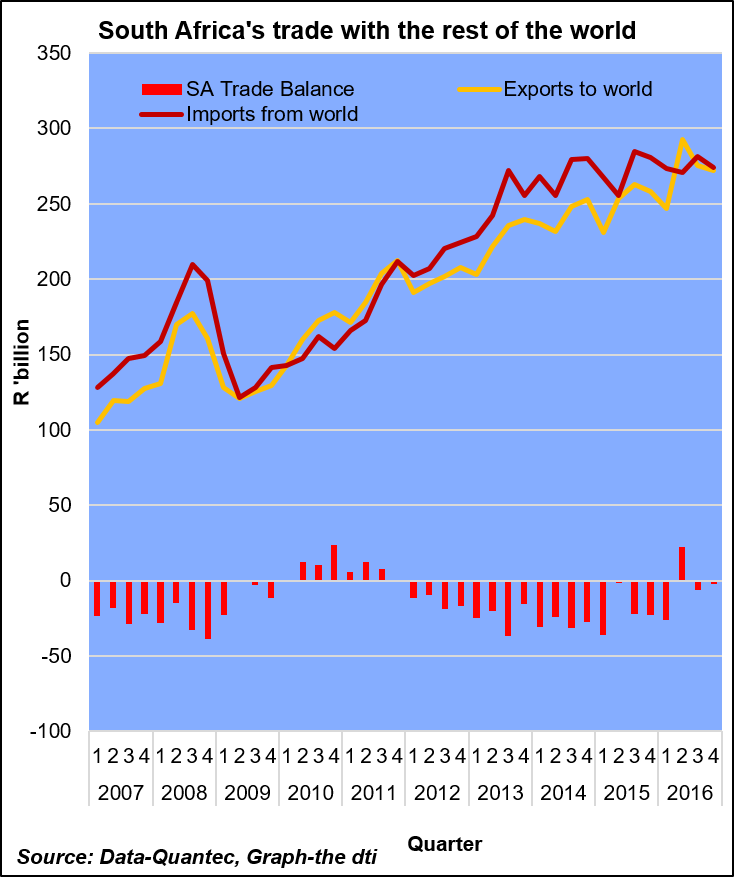 South Africa's trade with the rest of the world
350
SA Trade Balance Exports to world
Imports from world
300
250
200
150
100
50
0
-50
-100
R 'billion
1 2 3 4 1 2 3 4 1 2 3 4 1 2 3 4 1 2 3 4 1 2 3 4 1 2 3 4 1 2 3 4 1 2 3 4 1 2 3 4
2007 2008 2009 2010 2011 2012 2013 2014 2015 2016
Quarter
Source: Data-Quantec, Graph-the dti